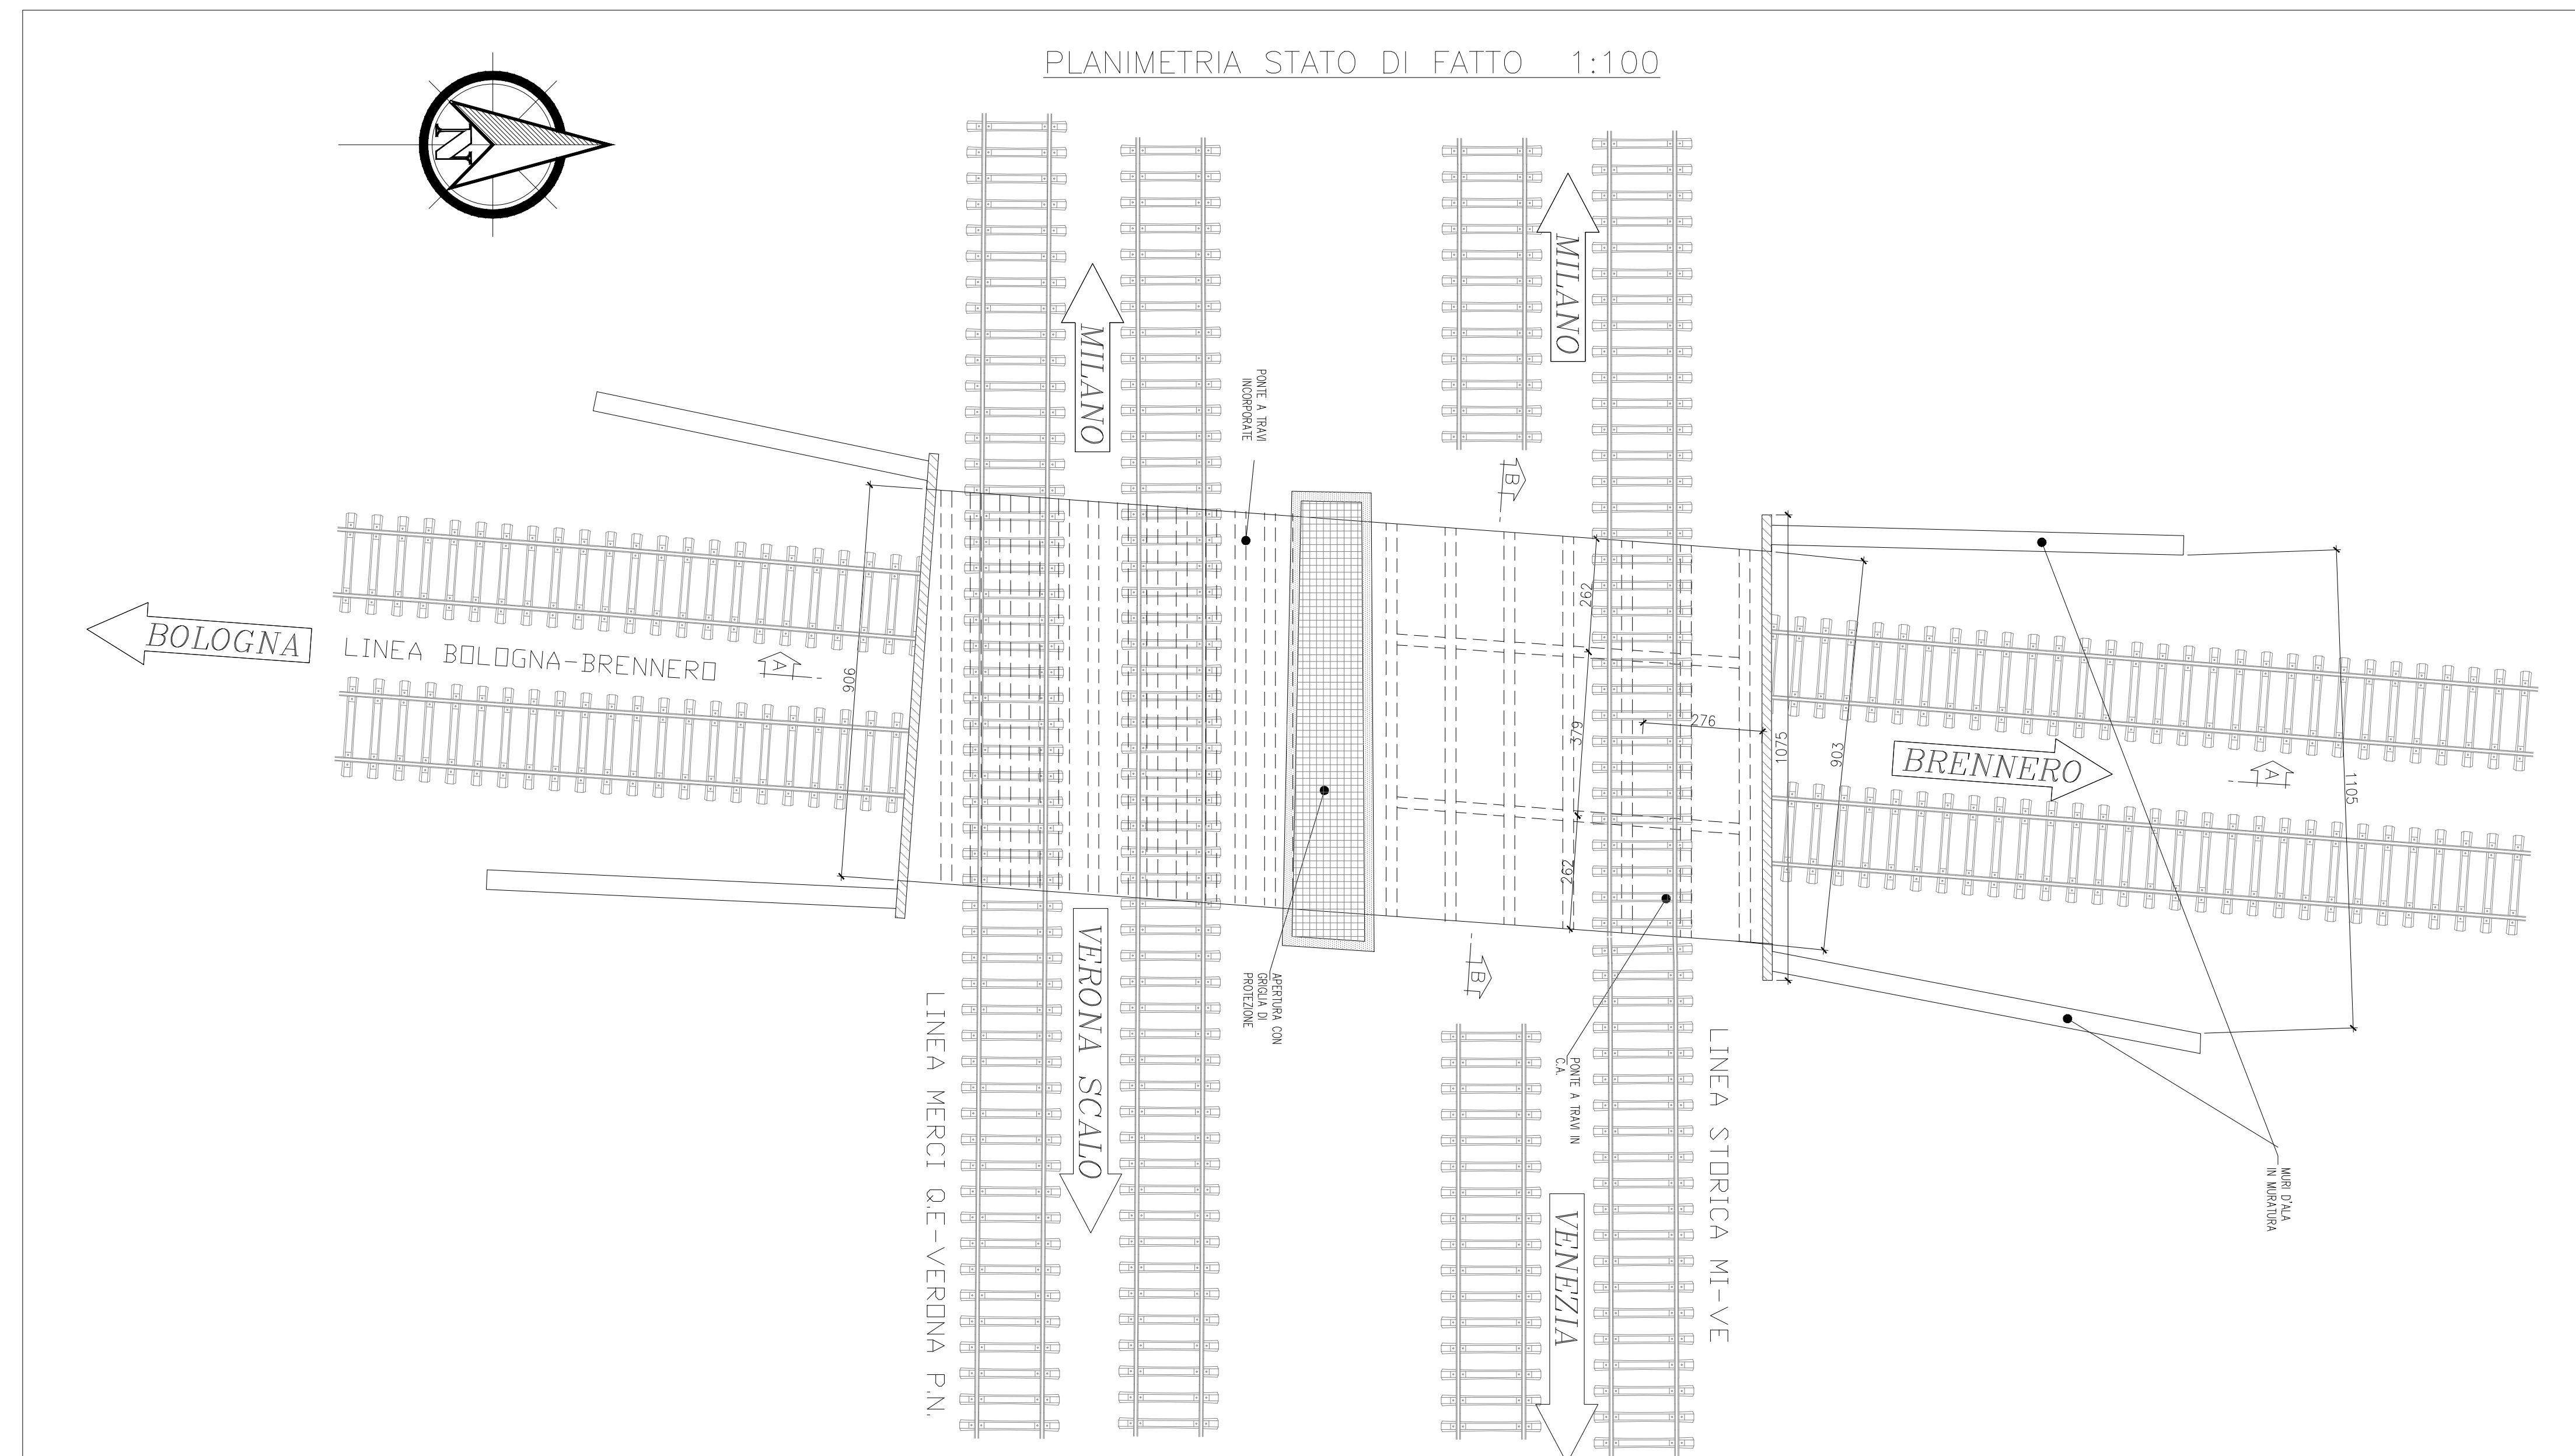 PLANIMETRIA STATO DI FATTO 1:100
N
MILANO
MILANO
PONTE A TRAVI
INCORPORATE
B
BOLOGNA
LINEA BOLOGNA-BRENNERO
A
906
262
379
262
276
1075
903
BRENNERO
A
1105
B
VERONA SCALO
LINEA MERCI Q.E-VERONA P.N.
APERTURA CON
GRIGLIA DI
PROTEZIONE
PONTE A TRAVI IN
C.A.
VENEZIA
LINEA STORICA MI-VE
MURI D'ALA
IN MURATURA